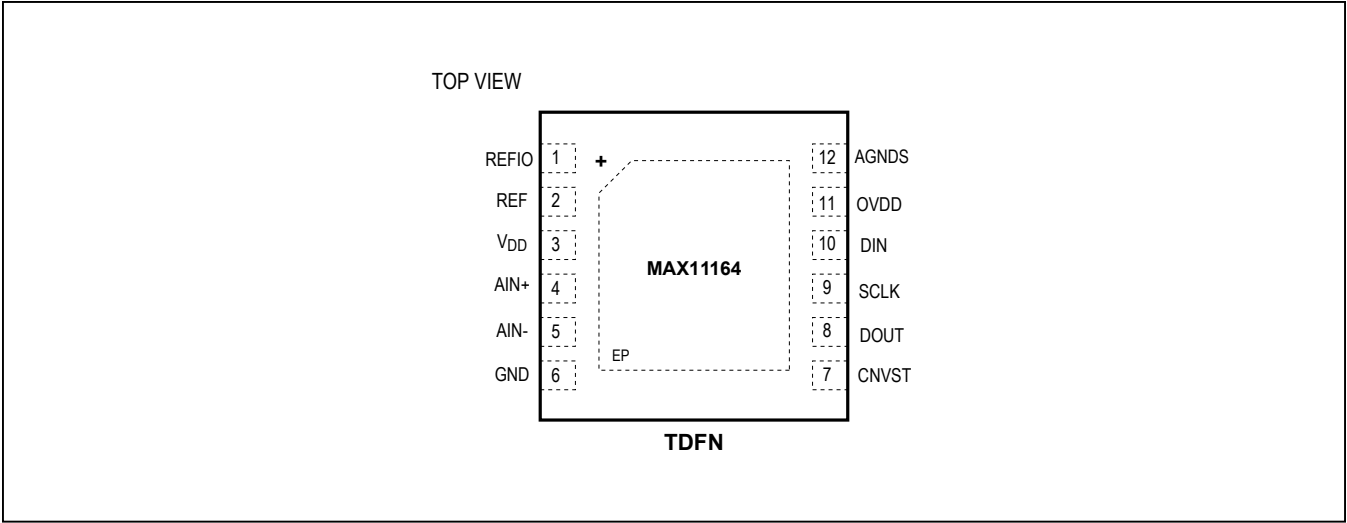 TOP VIEW
REFIO 1 + 12 AGNDS
REF 2 11 OVDD
VDD 3 10 DIN
MAX11164
AIN+ 4 9 SCLK
AIN- 5 8 DOUT
EP
GND 6 7 CNVST
TDFN